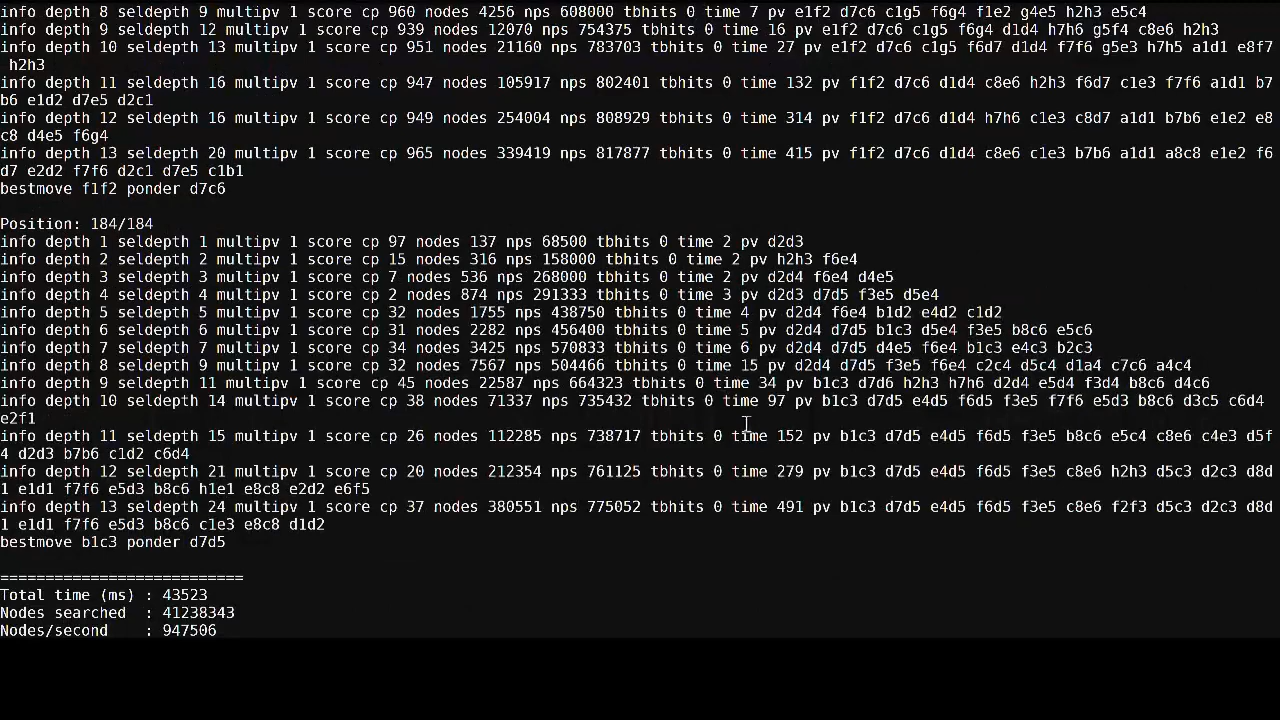 info depth 8 seldepth 9 multipv 1 score cp 960 nodes 4256 nps 608000 tbhits 0 time 7 pv e1f2 d7c6 c1g5 f6g4 f1e2 g4e5 h2h3 e5c4
info depth 9 seldepth 12 multipv 1 score cp 939 nodes 12070 nps 754375 tbhits 0 time 16 pv e1f2 d7c6 c1g5 f6g4 d1d4 h7h6 g5f4 c8e6 h2h3
info depth 10 seldepth 13 multipv 1 score cp 951 nodes 21160 nps 783703 tbhits 0 time 27 pv e1f2 d7c6 c1g5 f6d7 d1d4 f7f6 g5e3 h7h5 a1d1 e8f7
h2h3
info depth 11 seldepth 16 multipv 1 score cp 947 nodes 105917 nps 802401 tbhits 0 time 132 pv f1f2 d7c6 d1d4 c8e6 h2h3 f6d7 c1e3 f7f6 a1d1 b7
b6 e1d2 d7e5 d2c1
info depth 12 seldepth 16 multipv 1 score cp 949 nodes 254004 nps 808929 tbhits 0 time 314 pv f1f2 d7c6 d1d4 h7h6 c1e3 c8d7 a1d1 b7b6 e1e2 e8
c8 d4e5 f6g4
info depth 13 seldepth 20 multipv 1 score cp 965 nodes 339419 nps 817877 tbhits 0 time 415 pv f1f2 d7c6 d1d4 c8e6 c1e3 b7b6 a1d1 a8c8 e1e2 f6
d7 e2d2 f7f6 d2c1 d7e5 c1b1
bestmove f1f2 ponder d7c6
Position: 184/184
info depth 1 seldepth 1 multipv 1 score cp 97 nodes 137 nps 68500 tbhits 0 time 2 pv d2d3
info depth 2 seldepth 2 multipv 1 score cp 15 nodes 316 nps 158000 tbhits 0 time 2 pv h2h3 f6e4
info depth 3 seldepth 3 multipv 1 score cp 7 nodes 536 nps 268000 tbhits 0 time 2 pv d2d4 f6e4 d4e5
info depth 4 seldepth 4 multipv 1 score cp 2 nodes 874 nps 291333 tbhits 0 time 3 pv d2d3 d7d5 f3e5 d5e4
info depth 5 seldepth 5 multipv 1 score cp 32 nodes 1755 nps 438750 tbhits 0 time 4 pv d2d4 f6e4 b1d2 e4d2 c1d2
info depth 6 seldepth 6 multipv 1 score cp 31 nodes 2282 nps 456400 tbhits 0 time 5 pv d2d4 d7d5 b1c3 d5e4 f3e5 b8c6 e5c6
info depth 7 seldepth 7 multipv 1 score cp 34 nodes 3425 nps 570833 tbhits 0 time 6 pv d2d4 d7d5 d4e5 f6e4 b1c3 e4c3 b2c3
info depth 8 seldepth 9 multipv 1 score cp 32 nodes 7567 nps 504466 tbhits 0 time 15 pv d2d4 d7d5 f3e5 f6e4 c2c4 d5c4 d1a4 c7c6 a4c4
info depth 9 seldepth 11 multipv 1 score cp 45 nodes 22587 nps 664323 tbhits 0 time 34 pv b1c3 d7d6 h2h3 h7h6 d2d4 e5d4 f3d4 b8c6 d4c6
info depth 10 seldepth 14 multipv 1 score cp 38 nodes 71337 nps 735432 tbhits 0 time 97 pv b1c3 d7d5 e4d5 f6d5 f3e5 f7f6 e5d3 b8c6 d3c5 c6d4
e2f1
info depth 11 seldepth 15 multipv 1 score cp 26 nodes 112285 nps 738717 tbhits 0 time 152 pv b1c3 d7d5 e4d5 f6d5 f3e5 b8c6 e5c4 c8e6 c4e3 d5f
4 d2d3 b7b6 c1d2 c6d4
info depth 12 seldepth 21 multipv 1 score cp 20 nodes 212354 nps 761125 tbhits 0 time 279 pv b1c3 d7d5 e4d5 f6d5 f3e5 c8e6 h2h3 d5c3 d2c3 d8d
1 e1d1 f7f6 e5d3 b8c6 h1e1 e8c8 e2d2 e6f5
info depth 13 seldepth 24 multipv 1 score cp 37 nodes 380551 nps 775052 tbhits 0 time 491 pv b1c3 d7d5 e4d5 f6d5 f3e5 c8e6 f2f3 d5c3 d2c3 d8d
1 e1d1 f7f6 e5d3 b8c6 c1e3 e8c8 d1d2
bestmove b1c3 ponder d7d5
===========================
Total time (ms) : 43523
Nodes searched  : 41238343
Nodes/second    : 947506